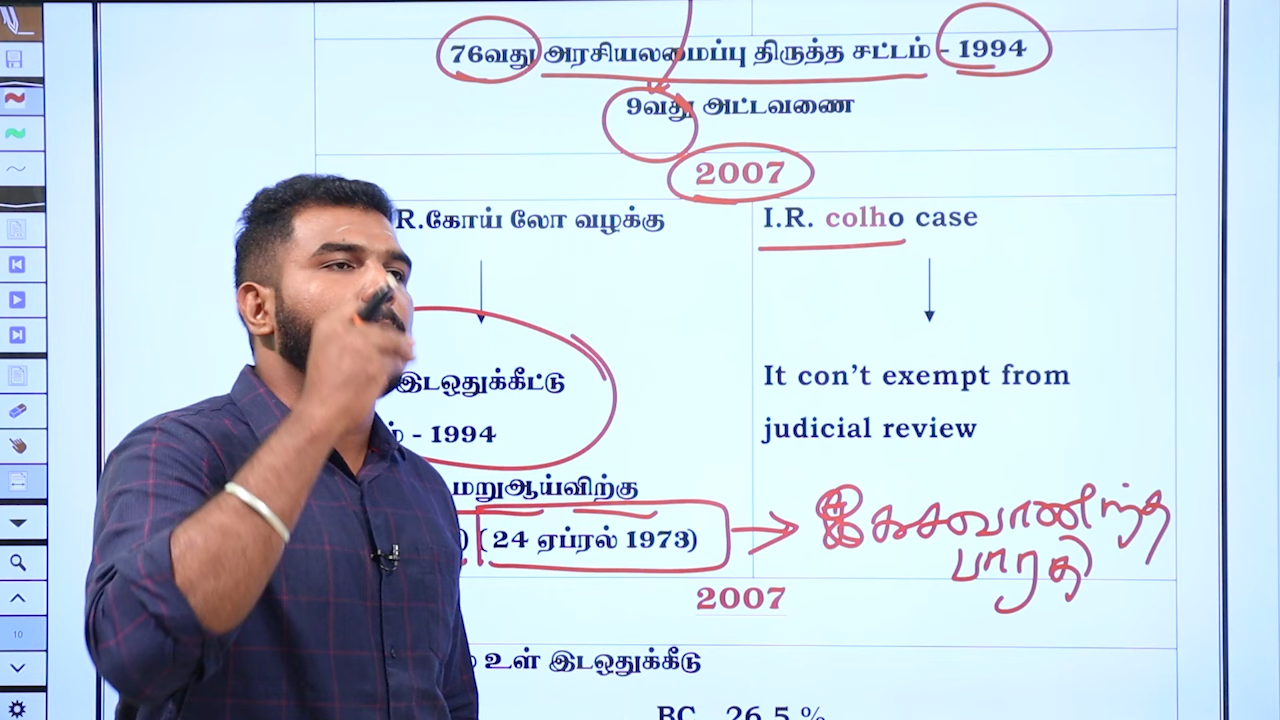 76வது அரசியலமைப்பு திருத்த சட்டம் - 1994
9வது அட்டவணை
2007
R.கோய் லோ வழக்கு
I.R. colho case
இடஒதுக்கீட்டு
- 1994
It con't exempt from
judicial review
மறுஆய்விற்கு
) (24 ஏப்ரல் 1973)
கேசவானந்த
பாரதி
2007
உள் இடஒதுக்கீடு
BC - 26.5 %
10